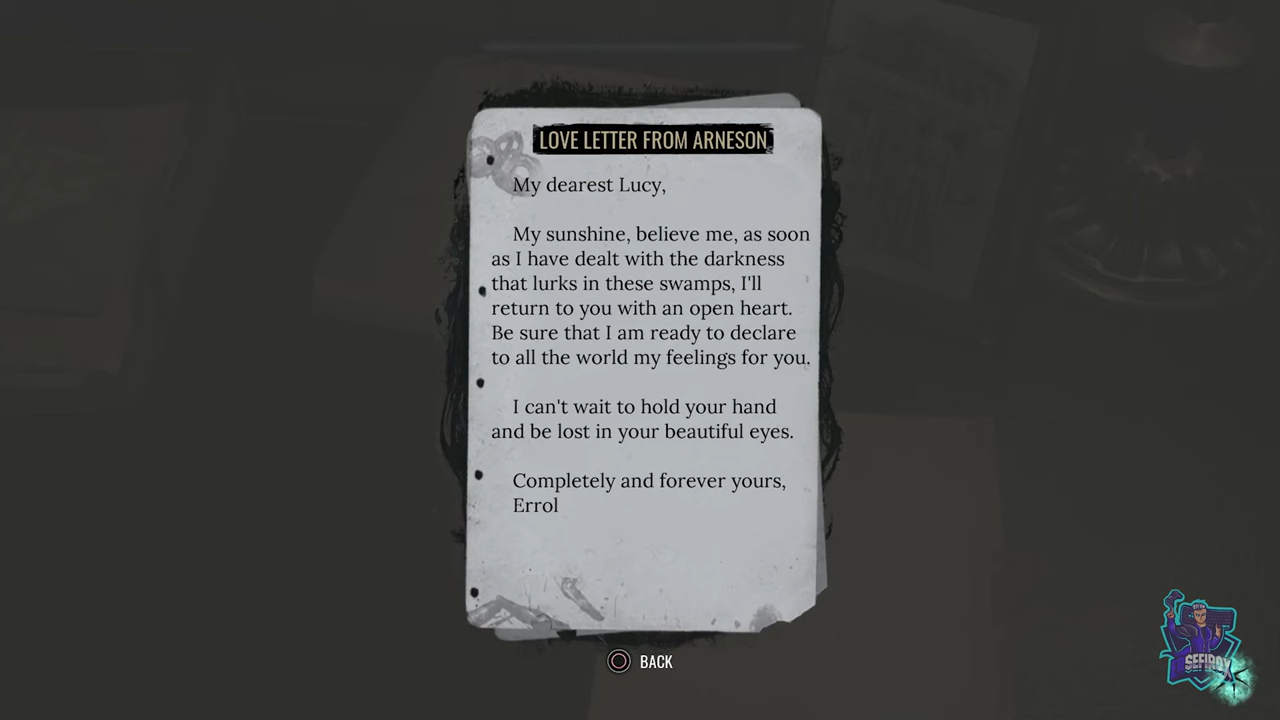 LOVE LETTER FROM ARNESON
My dearest Lucy,
My sunshine, believe me, as soon
as I have dealt with the darkness
that lurks in these swamps, I'll
return to you with an open heart.
Be sure that I am ready to declare
to all the world my feelings for you.
I can't wait to hold your hand
and be lost in your beautiful eyes.
Completely and forever yours,
Errol
BACK
SEFIROX